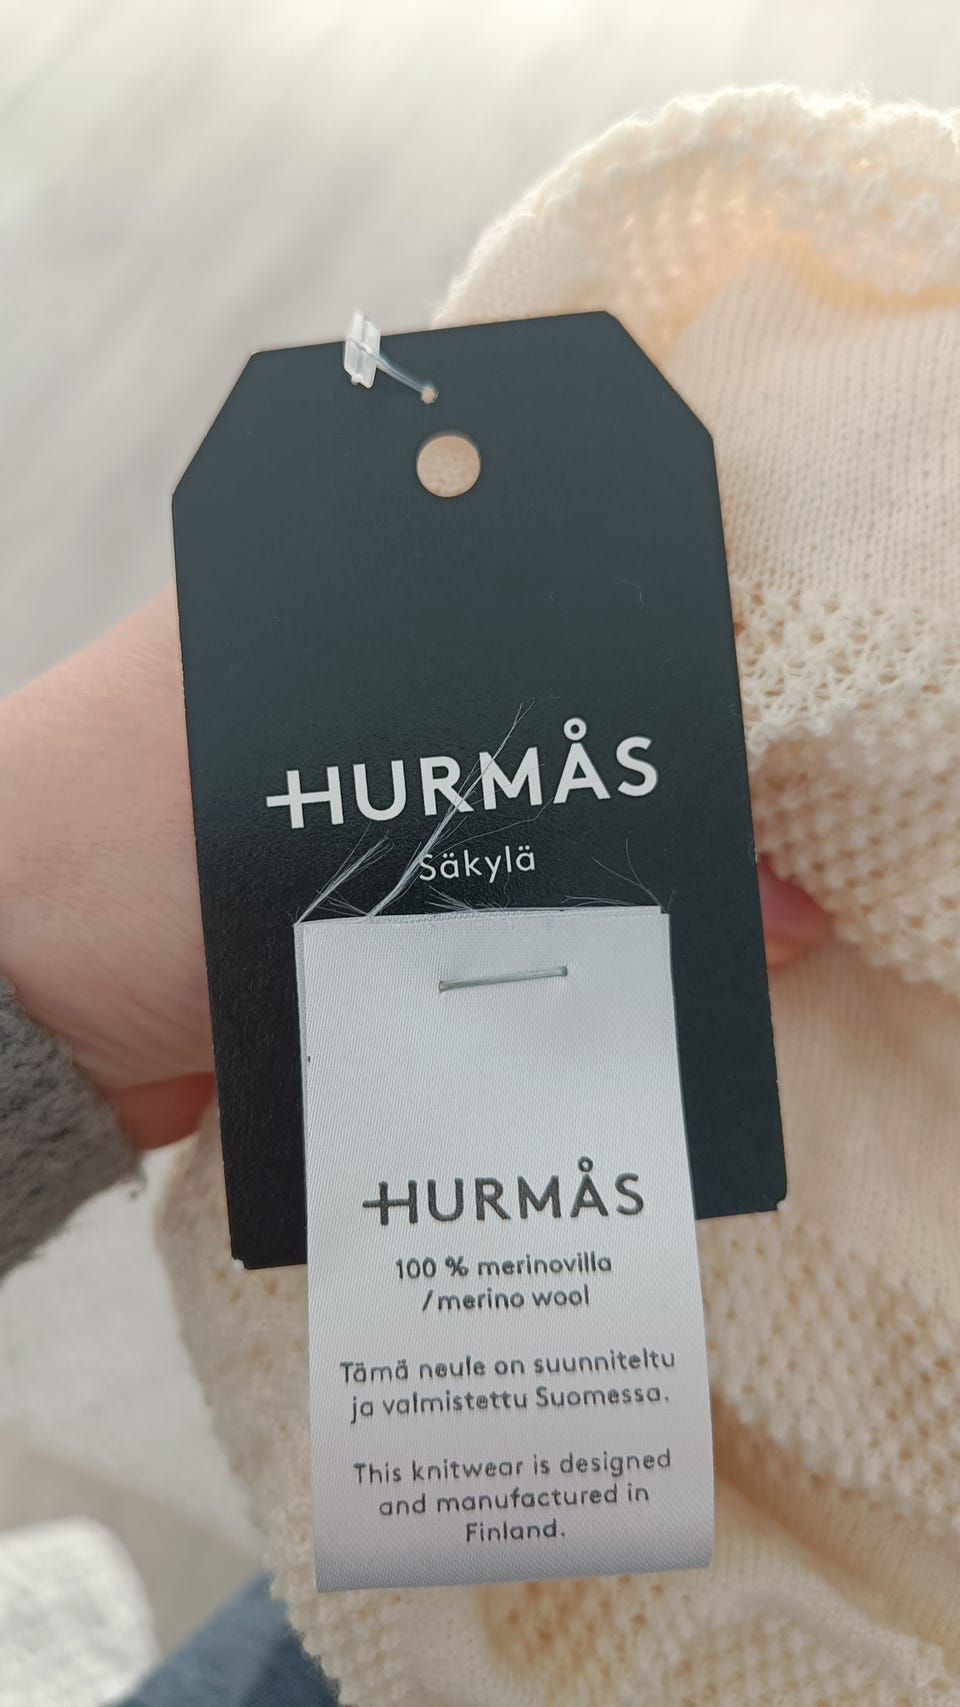 HURMÅS
Säkylä
HURMÅS
100 % merinovilla
/merino wool
Tämä neule on suunniteltu
ja valmistettu Suomessa.
This knitwear is designed
and manufactured in
Finland.